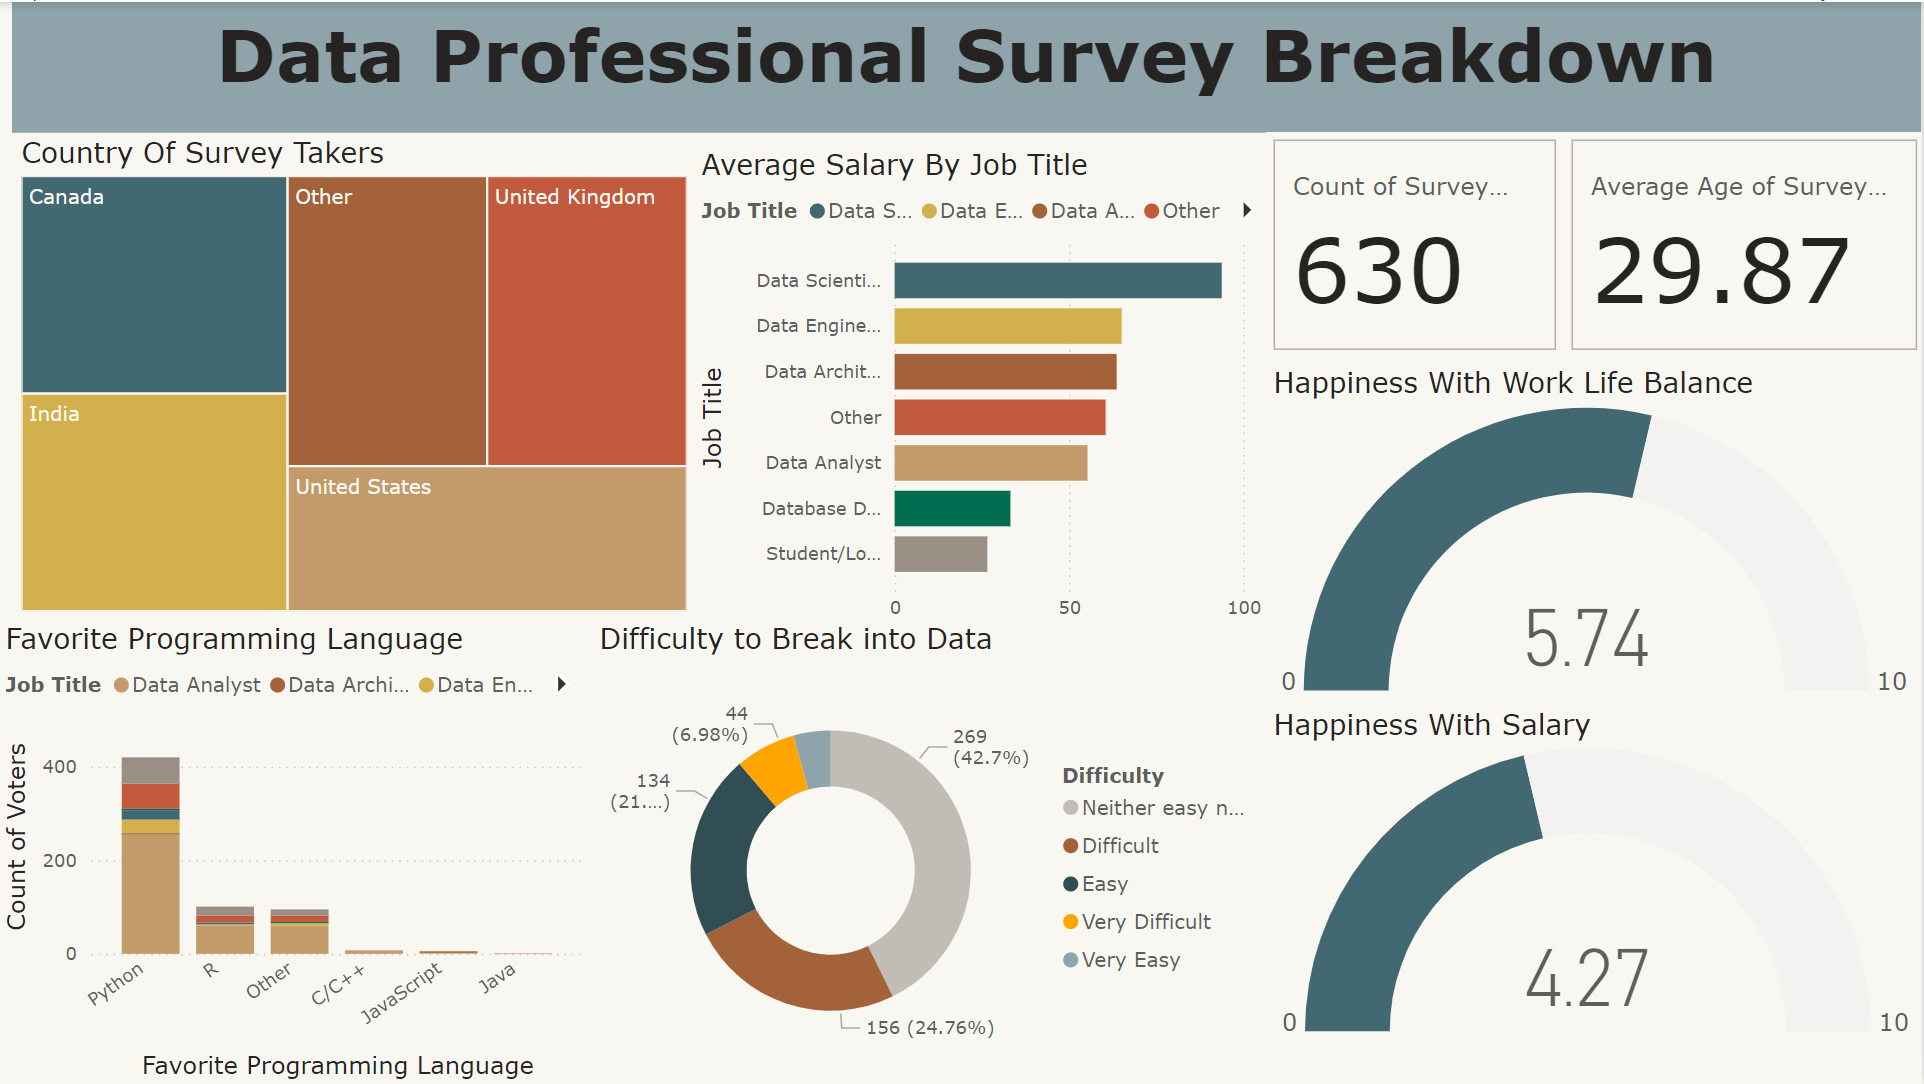 Data Professional Survey Breakdown
Country Of Survey Takers
Canada
Other
United Kingdom
India
United States
Average Salary By Job Title
Job Title Data S... Data E... Data A... Other
Job Title
Data Scienti...
Data Engine...
Data Archit...
Other
Data Analyst
Database D...
Student/Lo...
0 50 100
Count of Survey...
630
Average Age of Survey...
29.87
Happiness With Work Life Balance
5.74
0 10
Happiness With Salary
4.27
0 10
Favorite Programming Language
Job Title Data Analyst Data Archi... Data En...
Count of Voters
400
200
0
Python R Other C/C++ JavaScript Java
Favorite Programming Language
Difficulty to Break into Data
44
(6.98%)
269
(42.7%)
134
(21....)
156 (24.76%)
Difficulty
Neither easy n...
Difficult
Easy
Very Difficult
Very Easy